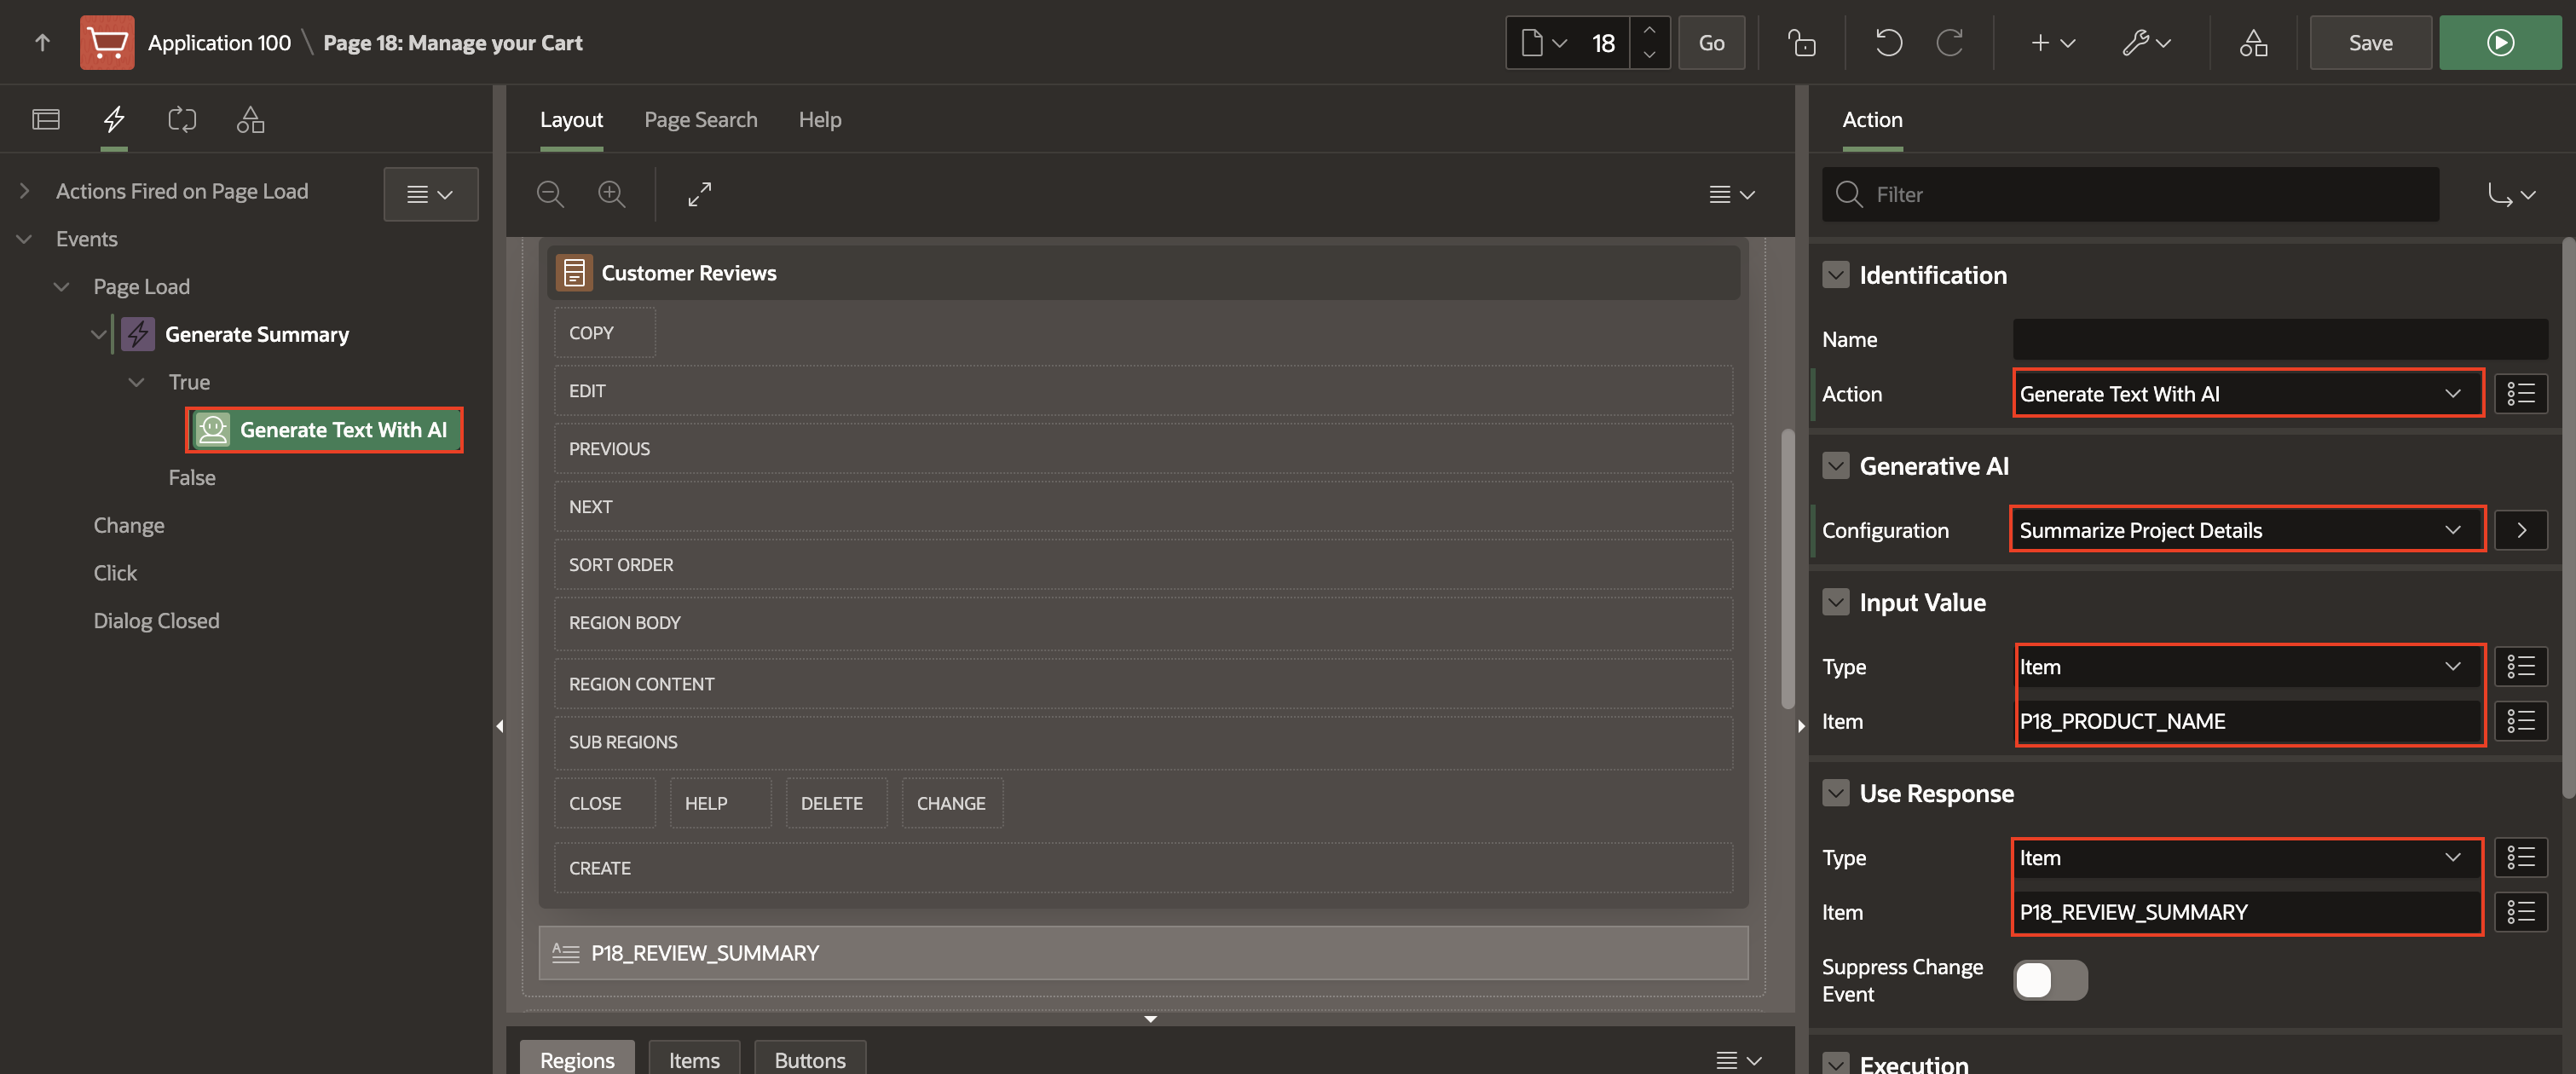 Application 100 \ Page 18: Manage your Cart
18
Go
Save
Actions Fired on Page Load
Events
Page Load
Generate Summary
True
Generate Text With AI
False
Change
Click
Dialog Closed
Layout
Page Search
Help
Customer Reviews
COPY
EDIT
PREVIOUS
NEXT
SORT ORDER
REGION BODY
REGION CONTENT
SUB REGIONS
CLOSE
HELP
DELETE
CHANGE
CREATE
P18_REVIEW_SUMMARY
Regions
Items
Buttons
Action
Filter
Identification
Name
Action
Generate Text With AI
Generative AI
Configuration
Summarize Project Details
Input Value
Type
Item
Item
P18_PRODUCT_NAME
Use Response
Type
Item
Item
P18_REVIEW_SUMMARY
Suppress Change
Event
Execution